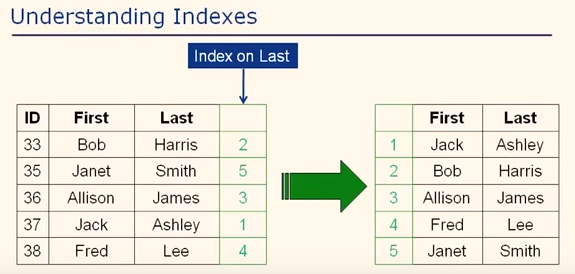 Understanding Indexes
Index on Last
ID First Last
33 Bob Harris 2
35 Janet Smith 5
36 Allison James 3
37 Jack Ashley 1
38 Fred Lee 4
First Last
1 Jack Ashley
2 Bob Harris
3 Allison James
4 Fred Lee
5 Janet Smith